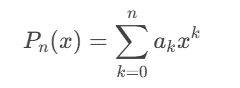 $P_n(x) = \sum_{k=0}^{n} a_k x^k$